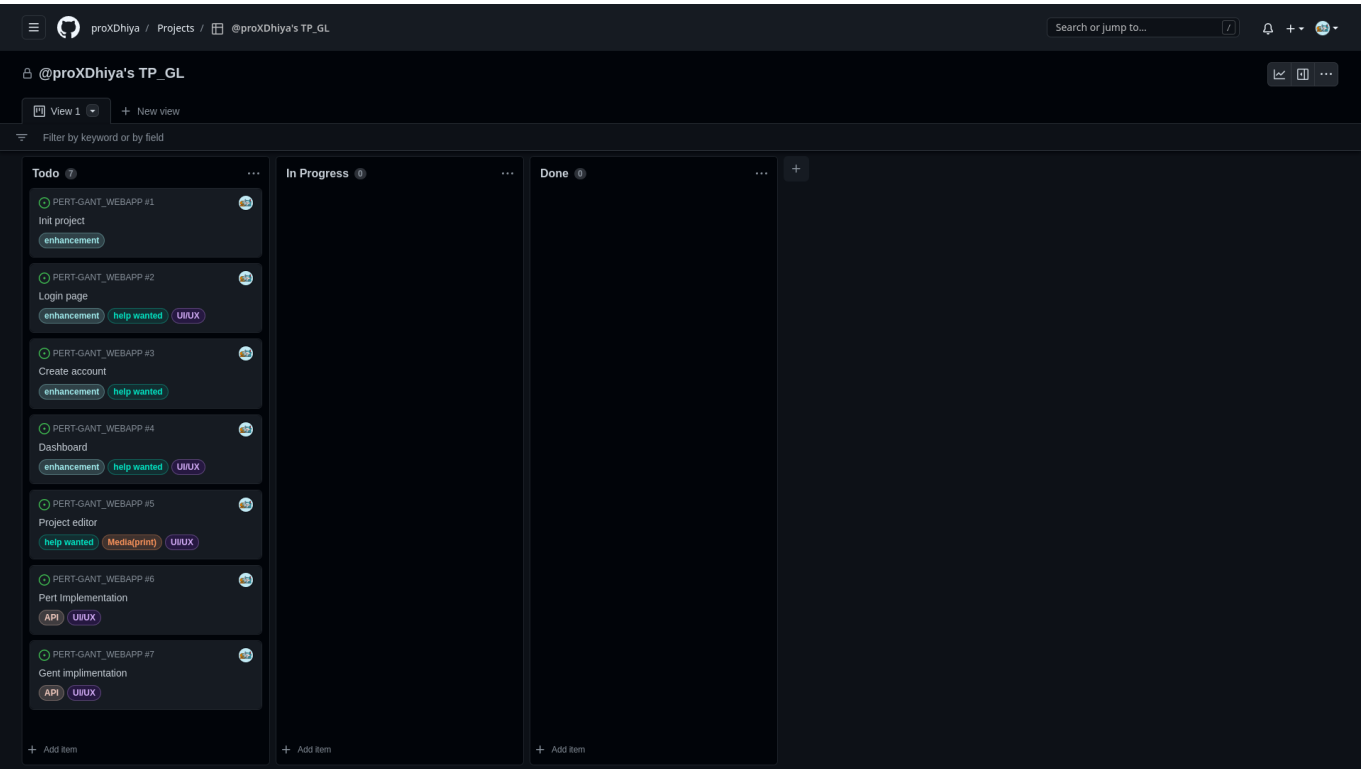 proXDhiya / Projects / @proXDhiya's TP_GL
Search or jump to... /
@proXDhiya's TP_GL
View 1
New view
Filter by keyword or by field
Todo 7
PERT-GANT_WEBAPP #1
Init project
enhancement
PERT-GANT_WEBAPP #2
Login page
enhancement help wanted UI/UX
PERT-GANT_WEBAPP #3
Create account
enhancement help wanted
PERT-GANT_WEBAPP #4
Dashboard
enhancement help wanted UI/UX
PERT-GANT_WEBAPP #5
Project editor
help wanted Media(print) UI/UX
PERT-GANT_WEBAPP #6
Pert Implementation
API UI/UX
PERT-GANT_WEBAPP #7
Gent implimentation
API UI/UX
Add item
In Progress 0
Add item
Done 0
Add item